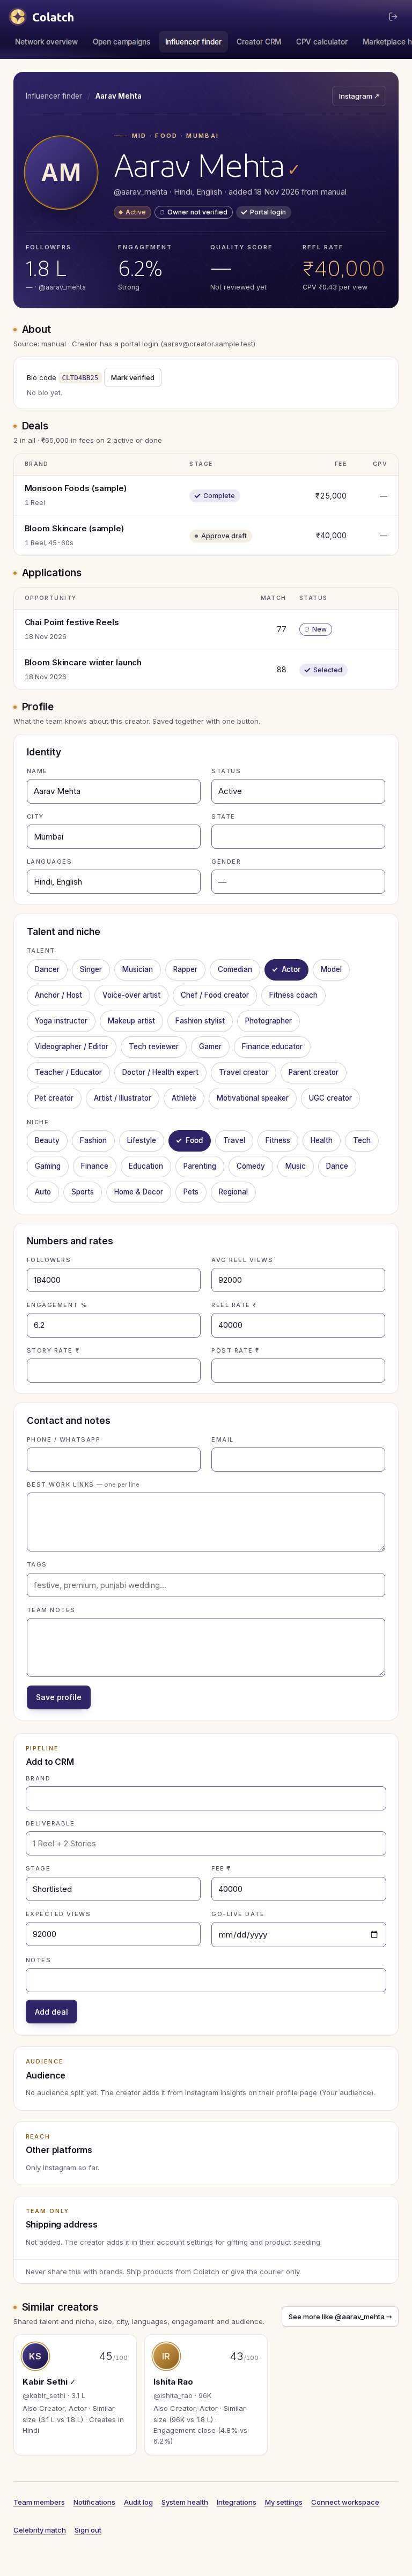 Colatch
Network overview Open campaigns Influencer finder Creator CRM CPV calculator Marketplace h
Influencer finder / Aarav Mehta Instagram ↗
MID · FOOD · MUMBAI
AM
Aarav Mehta ✓
@aarav_mehta · Hindi, English · added 18 Nov 2026 from manual
Active Owner not verified ✓ Portal login
FOLLOWERS ENGAGEMENT QUALITY SCORE REEL RATE
1.8 L 6.2% — ₹40,000
— · @aarav_mehta Strong Not reviewed yet CPV ₹0.43 per view
About
Source: manual · Creator has a portal login (aarav@creator.sample.test)
Bio code CLTD4BB25 Mark verified
No bio yet.
Deals
2 in all · ₹65,000 in fees on 2 active or done
BRAND STAGE FEE CPV
Monsoon Foods (sample)
1 Reel
✓ Complete ₹25,000 —
Bloom Skincare (sample)
1 Reel, 45-60s
Approve draft ₹40,000 —
Applications
OPPORTUNITY MATCH STATUS
Chai Point festive Reels
18 Nov 2026
77 New
Bloom Skincare winter launch
18 Nov 2026
88 ✓ Selected
Profile
What the team knows about this creator. Saved together with one button.
Identity
NAME STATUS
Aarav Mehta Active
CITY STATE
Mumbai
LANGUAGES GENDER
Hindi, English —
Talent and niche
TALENT
Dancer Singer Musician Rapper Comedian ✓ Actor Model
Anchor / Host Voice-over artist Chef / Food creator Fitness coach
Yoga instructor Makeup artist Fashion stylist Photographer
Videographer / Editor Tech reviewer Gamer Finance educator
Teacher / Educator Doctor / Health expert Travel creator Parent creator
Pet creator Artist / Illustrator Athlete Motivational speaker UGC creator
NICHE
Beauty Fashion Lifestyle ✓ Food Travel Fitness Health Tech
Gaming Finance Education Parenting Comedy Music Dance
Auto Sports Home & Decor Pets Regional
Numbers and rates
FOLLOWERS AVG REEL VIEWS
184000 92000
ENGAGEMENT % REEL RATE ₹
6.2 40000
STORY RATE ₹ POST RATE ₹
Contact and notes
PHONE / WHATSAPP EMAIL
BEST WORK LINKS — one per line
TAGS
festive, premium, punjabi wedding...
TEAM NOTES
Save profile
PIPELINE
Add to CRM
BRAND
DELIVERABLE
1 Reel + 2 Stories
STAGE FEE ₹
Shortlisted 40000
EXPECTED VIEWS GO-LIVE DATE
92000 mm/dd/yyyy
NOTES
Add deal
AUDIENCE
Audience
No audience split yet. The creator adds it from Instagram Insights on their profile page (Your audience).
REACH
Other platforms
Only Instagram so far.
TEAM ONLY
Shipping address
Not added. The creator adds it in their account settings for gifting and product seeding.
Never share this with brands. Ship products from Colatch or give the courier only.
Similar creators
Shared talent and niche, size, city, languages, engagement and audience. See more like @aarav_mehta →
KS 45/100
Kabir Sethi ✓
@kabir_sethi · 3.1 L
Also Creator, Actor · Similar
size (3.1 L vs 1.8 L) · Creates in
Hindi
IR 43/100
Ishita Rao
@ishita_rao · 96K
Also Creator, Actor · Similar
size (96K vs 1.8 L) ·
Engagement close (4.8% vs
6.2%)
Team members Notifications Audit log System health Integrations My settings Connect workspace
Celebrity match Sign out